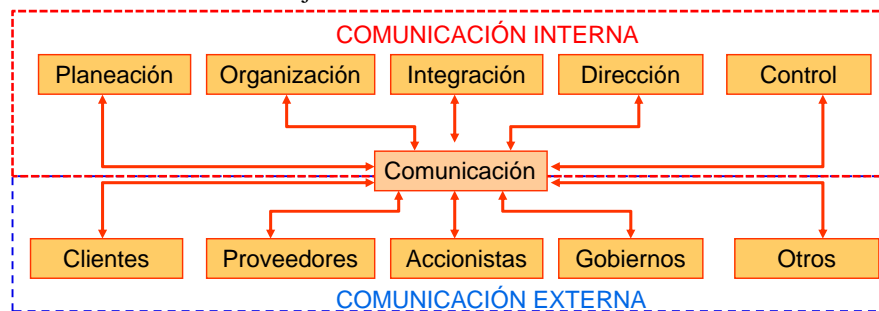 COMUNICACIÓN INTERNA
Planeación
Organización
Integración
Dirección
Control
Comunicación
Clientes
Proveedores
Accionistas
Gobiernos
Otros
COMUNICACIÓN EXTERNA